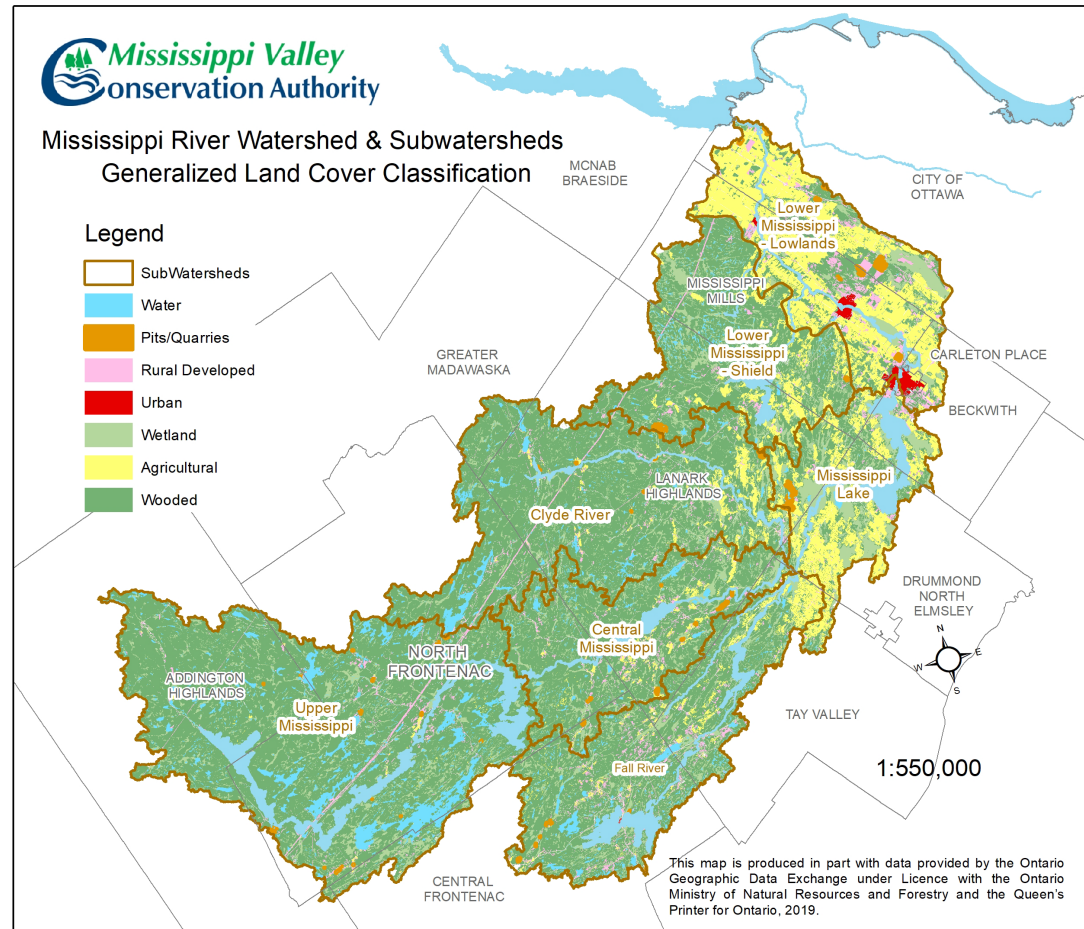 Mississippi Valley
Conservation Authority
Mississippi River Watershed & Subwatersheds
Generalized Land Cover Classification
MCNAB
BRAESIDE
CITY OF
OTTAWA
Lower
Mississippi
- Lowlands
Legend
SubWatersheds
Water
Pits/Quarries
Rural Developed
Urban
Wetland
Agricultural
Wooded
MISSISSIPPI
MILLS
GREATER
MADAWASKA
Lower
Mississippi
- Shield
CARLETON PLACE
BECKWITH
LANARK
HIGHLANDS
Mississippi
Lake
Clyde River
DRUMMOND
NORTH
ELMSLEY
N
E
S
W
Central
Mississippi
NORTH
FRONTENAC
ADDINGTON
HIGHLANDS
Upper
Mississippi
TAY VALLEY
Fall River
1:550,000
CENTRAL
FRONTENAC
This map is produced in part with data provided by the Ontario
Geographic Data Exchange under Licence with the Ontario
Ministry of Natural Resources and Forestry and the Queen's
Printer for Ontario, 2019.